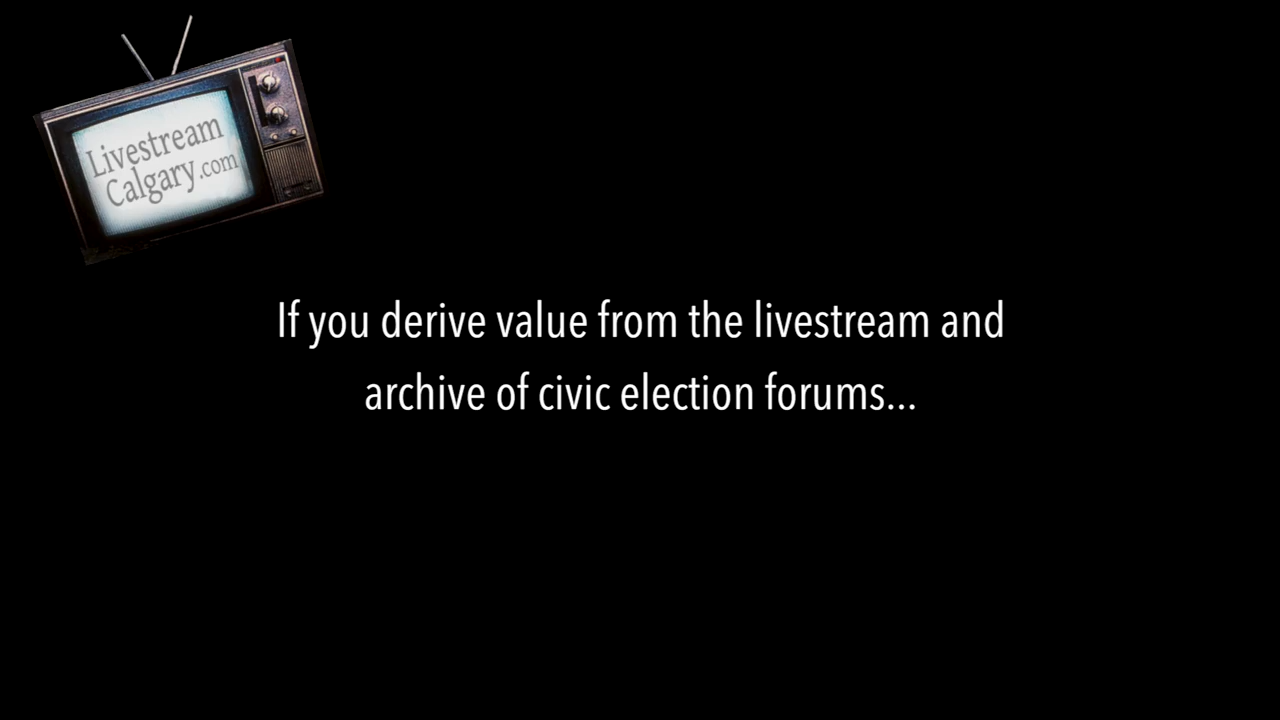 Livestream
Calgary.com
If you derive value from the livestream and
archive of civic election forums...